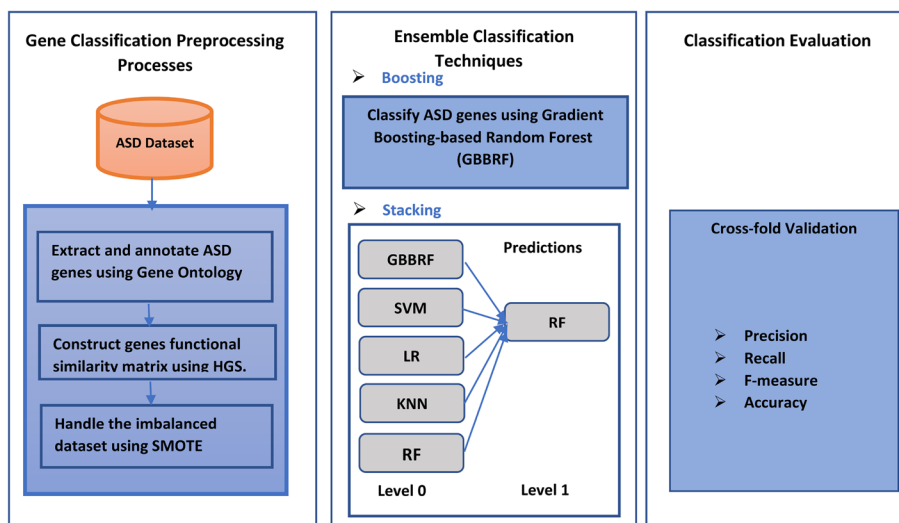 Gene Classification Preprocessing
Processes
ASD Dataset
Extract and annotate ASD
genes using Gene Ontology
Construct genes functional
similarity matrix using HGS.
Handle the imbalanced
dataset using SMOTE
Ensemble Classification
Techniques
➢ Boosting
Classify ASD genes using Gradient
Boosting-based Random Forest
(GBBRF)
➢ Stacking
Predictions
GBBRF
SVM
LR
KNN
RF
RF
Level 0
Level 1
Classification Evaluation
Cross-fold Validation
➢ Precision
➢ Recall
➢ F-measure
➢ Accuracy